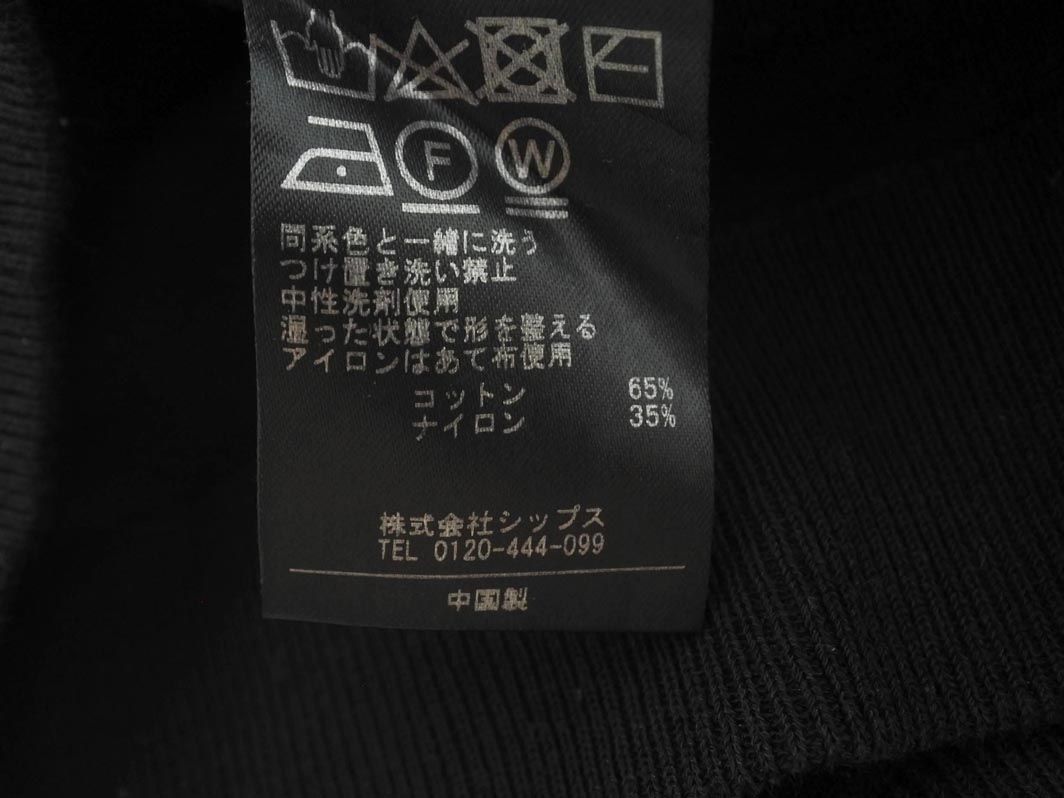 F W
同系色と一緒に洗う
つけ置き洗い禁止
中性洗剤使用
湿った状態で形を整える
アイロンはあて布使用
コットン 65%
ナイロン 35%
株式会社シップス
TEL 0120-444-099
中国製